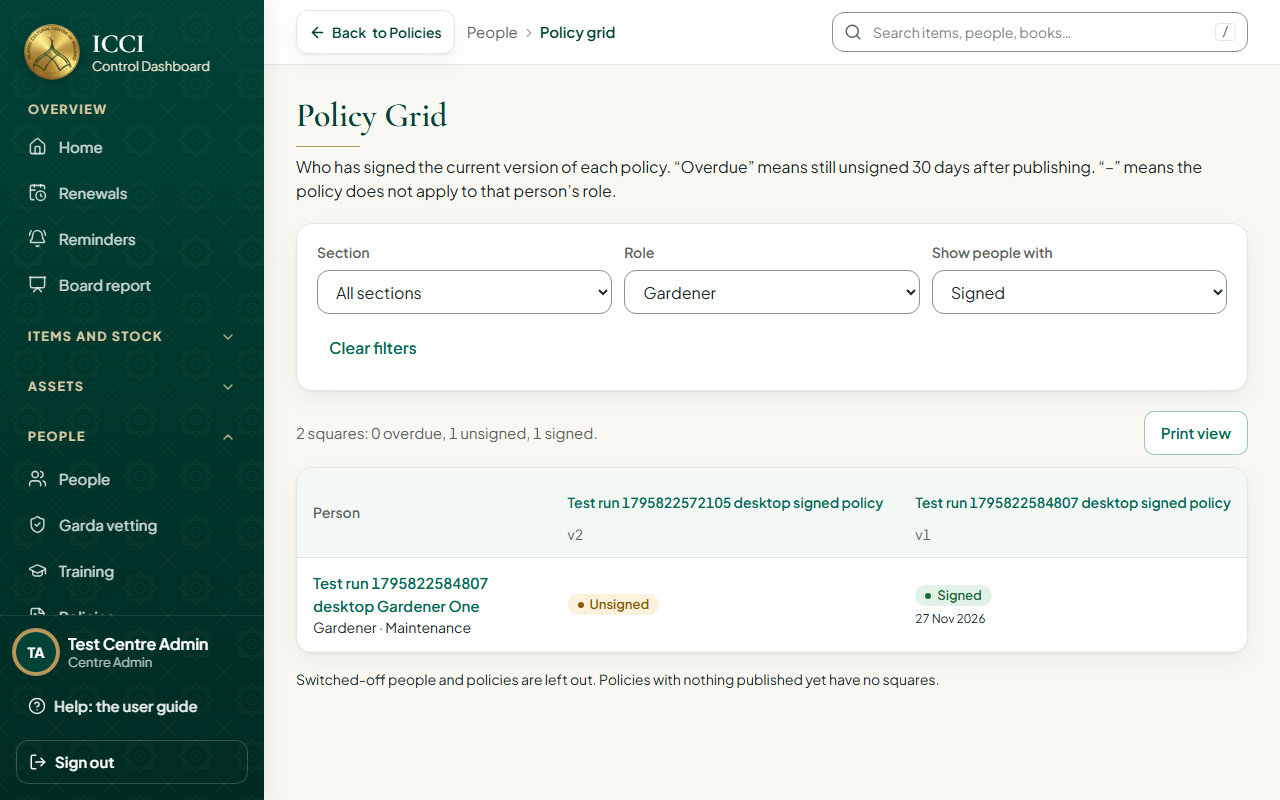 ICCI
Control Dashboard
OVERVIEW
Home
Renewals
Reminders
Board report
ITEMS AND STOCK
ASSETS
PEOPLE
People
Garda vetting
Training
TA
Test Centre Admin
Centre Admin
Help: the user guide
Sign out
Back to Policies
People
Policy grid
Search items, people, books…
/
Policy Grid
Who has signed the current version of each policy. “Overdue” means still unsigned 30 days after publishing. “–” means the
policy does not apply to that person’s role.
Section
Role
Show people with
All sections
Gardener
Signed
Clear filters
2 squares: 0 overdue, 1 unsigned, 1 signed.
Print view
Person
Test run 1795822572105 desktop signed policy
v2
Test run 1795822584807 desktop signed policy
v1
Test run 1795822584807
desktop Gardener One
Gardener · Maintenance
Unsigned
Signed
27 Nov 2026
Switched-off people and policies are left out. Policies with nothing published yet have no squares.